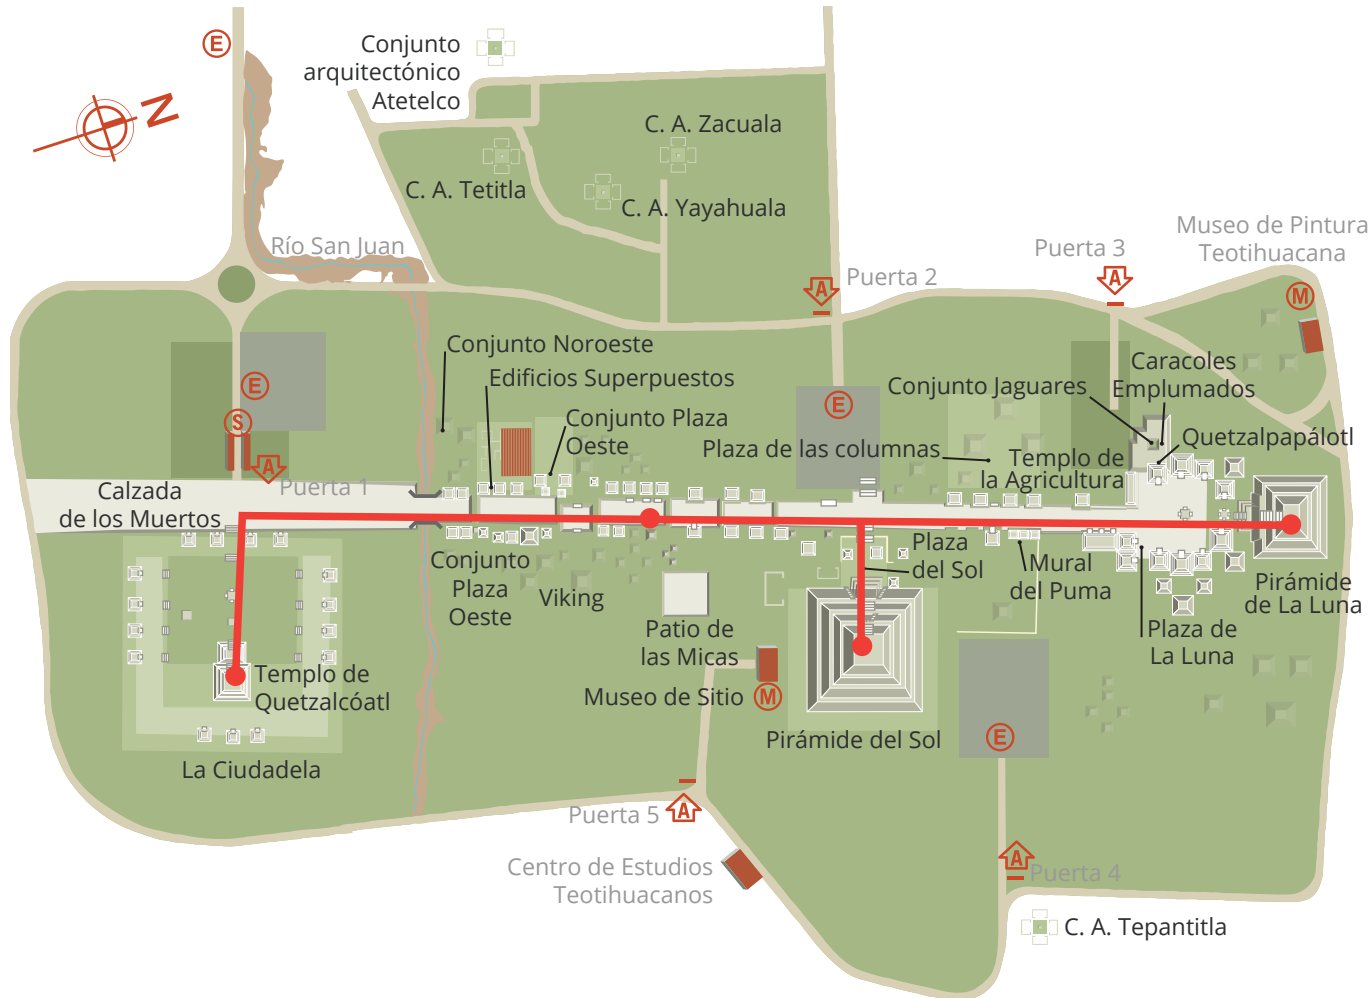 E
Conjunto
arquitectónico
Atetelco
N
C. A. Zacuala
C. A. Tetitla
C. A. Yayahuala
Museo de Pintura
Teotihuacana
Río San Juan
Puerta 3
A
Puerta 2
A
M
Conjunto Noroeste
Edificios Superpuestos
Caracoles
Emplumados
Conjunto Jaguares
E
E
S
Conjunto Plaza
Oeste
Quetzalpapálotl
Plaza de las columnas
Templo de
la Agricultura
A
Puerta 1
Calzada
de los Muertos
Conjunto
Plaza
Oeste
Viking
Plaza
del Sol
Mural
del Puma
Pirámide
de La Luna
Patio de
las Micas
Plaza de
La Luna
Templo de
Quetzalcóatl
Museo de Sitio
M
Pirámide del Sol
E
La Ciudadela
Puerta 5
A
Centro de Estudios
Teotihuacanos
A
Puerta 4
C. A. Tepantitla